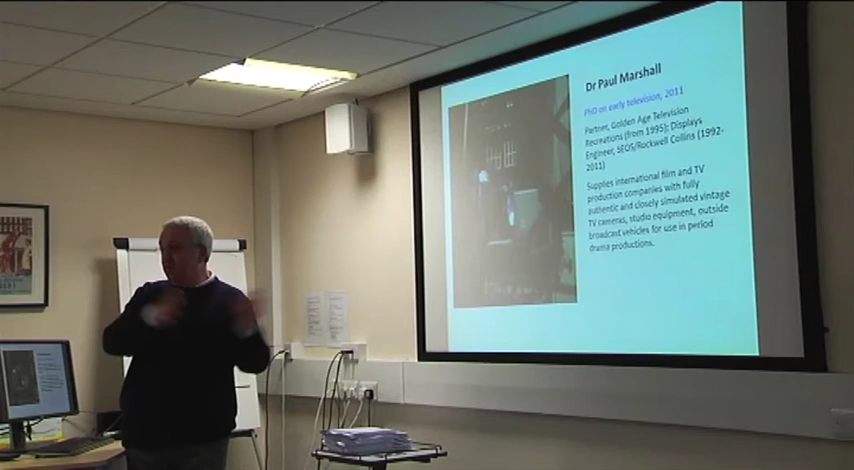 Dr Paul Marshall
PhD on early television, 2011
Partner, Golden Age Television
Recreations (from 1995); Displays
Engineer, SEOS/Rockwell Collins (1992-
2011)
Supplies international film and TV
production companies with fully
authentic and closely simulated vintage
TV cameras, studio equipment, outside
broadcast vehicles for use in period
drama productions.